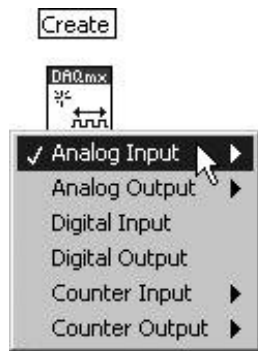 Create
DAQmx
✓ Analog Input
Analog Output
Digital Input
Digital Output
Counter Input
Counter Output